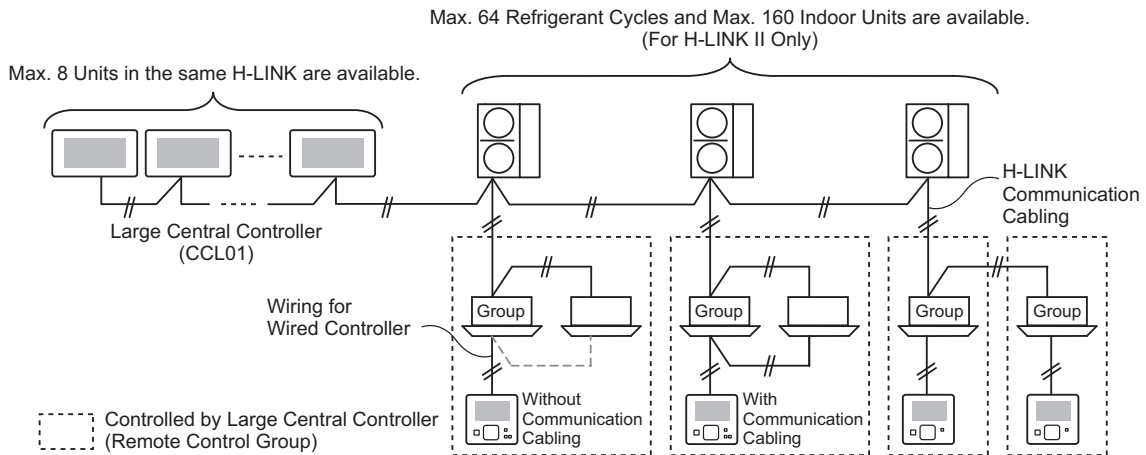 Max. 64 Refrigerant Cycles and Max. 160 Indoor Units are available.
(For H-LINK II Only)
Max. 8 Units in the same H-LINK are available.
H-LINK
Communication
Cabling
Large Central Controller
(CCL01)
Wiring for
Wired Controller
Group
Group
Group
Group
Without
Communication
Cabling
With
Communication
Cabling
Controlled by Large Central Controller
(Remote Control Group)